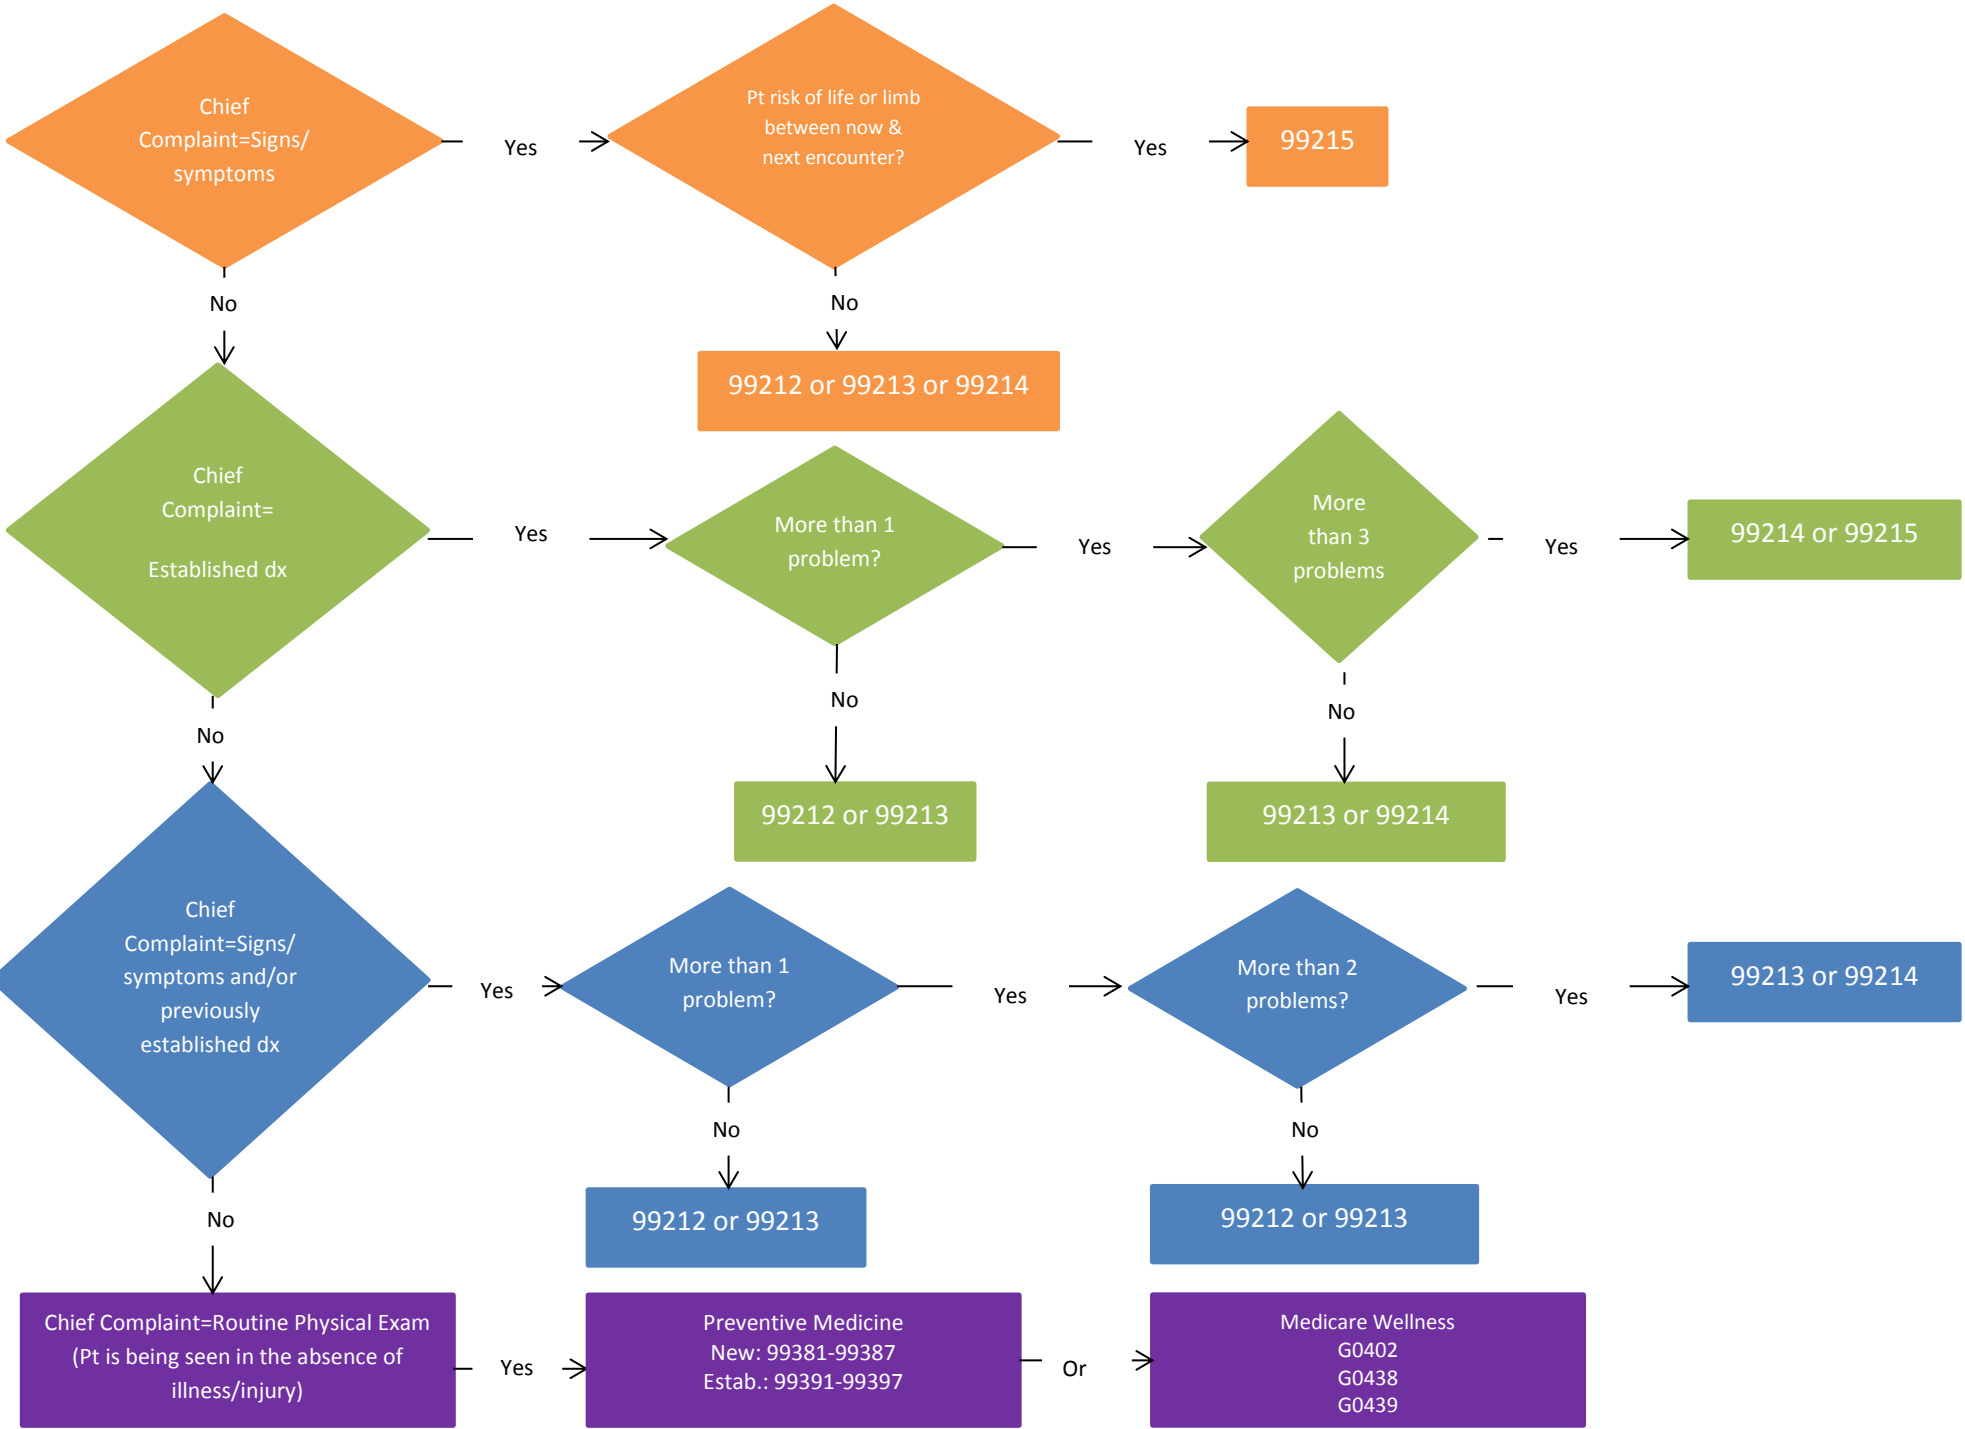 Chief
Complaint=Signs/
symptoms
Yes
Pt risk of life or limb
between now &
next encounter?
Yes
99215
No
No
99212 or 99213 or 99214
Chief
Complaint=
Established dx
Yes
More than 1
problem?
Yes
More
than 3
problems
Yes
99214 or 99215
No
No
No
99212 or 99213
99213 or 99214
Chief
Complaint=Signs/
symptoms and/or
previously
established dx
Yes
More than 1
problem?
Yes
More than 2
problems?
Yes
99213 or 99214
No
No
No
99212 or 99213
99212 or 99213
Chief Complaint=Routine Physical Exam
(Pt is being seen in the absence of
illness/injury)
Yes
Preventive Medicine
New: 99381-99387
Estab.: 99391-99397
Or
Medicare Wellness
G0402
G0438
G0439